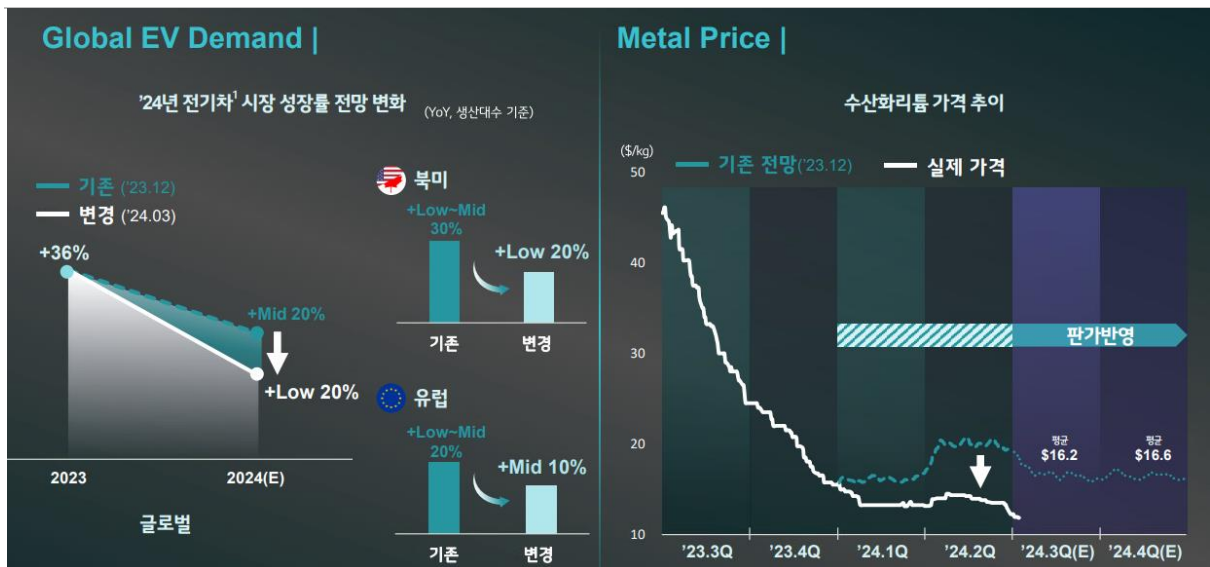 Global EV Demand |
'24년 전기차¹ 시장 성장률 전망 변화 (YoY, 생산대수 기준)
기존 ('23.12)
변경 ('24.03)
+36%
+Mid 20%
+Low 20%
2023
2024(E)
글로벌
북미
+Low~Mid
30%
+Low 20%
기존
변경
유럽
+Low~Mid
20%
+Mid 10%
기존
변경
Metal Price |
수산화리튬 가격 추이
($/kg)
기존 전망('23.12)
실제 가격
50
40
30
20
10
판가반영
평균
$16.2
평균
$16.6
'23.3Q
'23.4Q
'24.1Q
'24.2Q
'24.3Q(E)
'24.4Q(E)